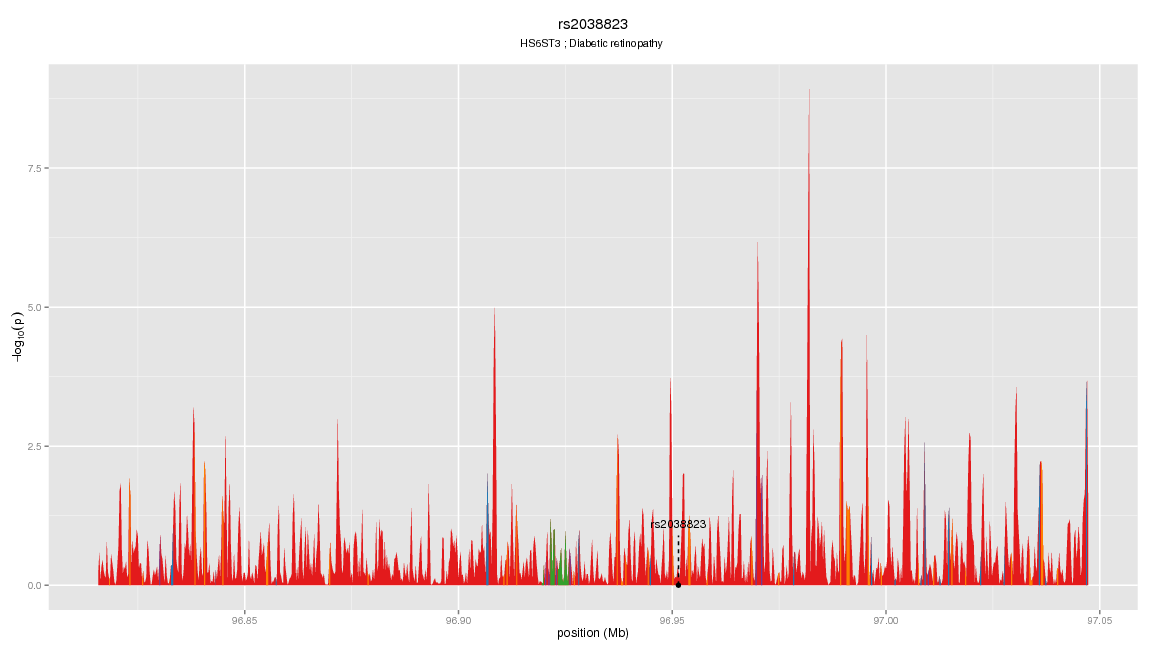 rs2038823
HS6ST3 ; Diabetic retinopathy
7.5
5.0
2.5
0.0
−log10(p)
rs2038823
96.85
96.90
96.95
97.00
97.05
position (Mb)